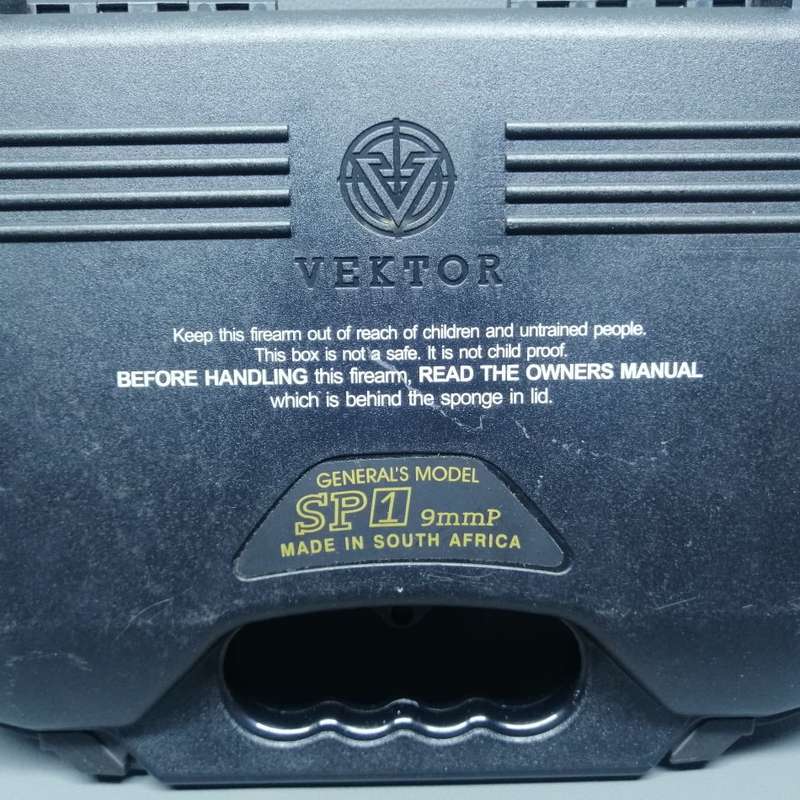 VEKTOR
Keep this firearm out of reach of children and untrained people.
This box is not a safe. It is not child proof.
BEFORE HANDLING this firearm, READ THE OWNERS MANUAL
which is behind the sponge in lid.
GENERAL'S MODEL
SP1 9mmP
MADE IN SOUTH AFRICA